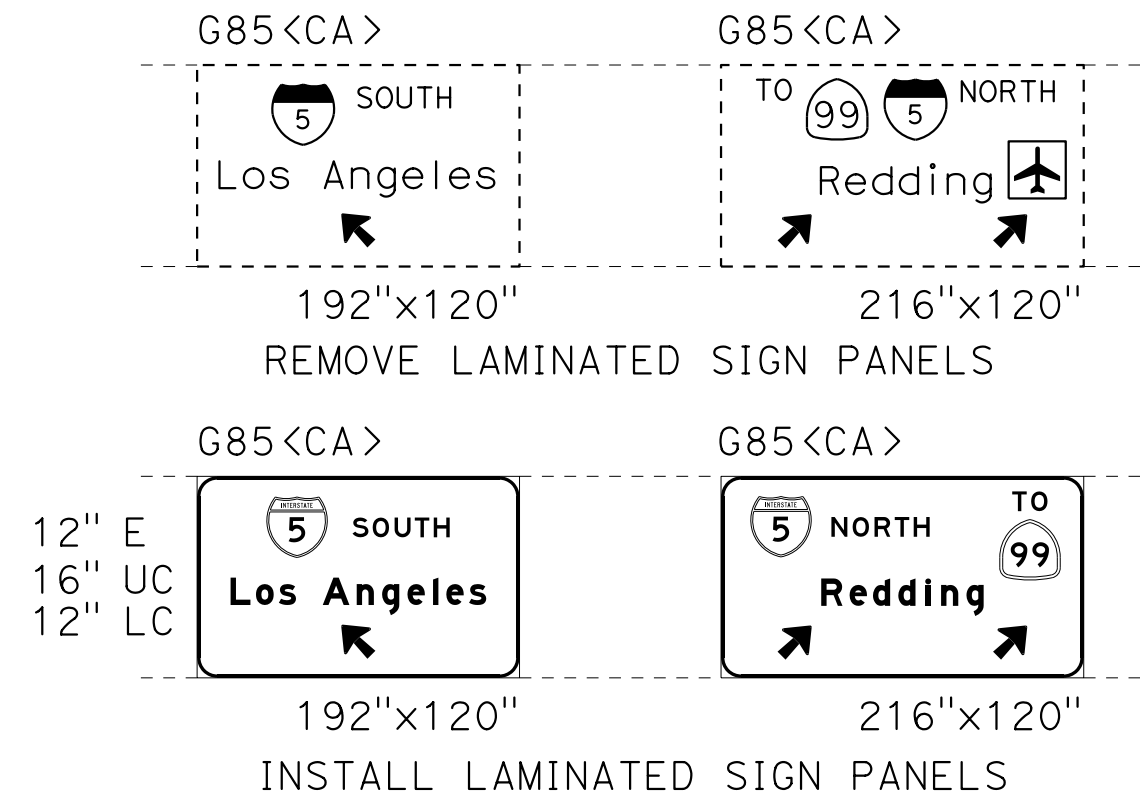 G85<CA> G85<CA>
5 SOUTH
Los Angeles
TO 99 5 NORTH
Redding
192"x120" 216"x120"
REMOVE LAMINATED SIGN PANELS
G85<CA> G85<CA>
12" E
16" UC
12" LC
INTERSTATE
5 SOUTH
Los Angeles
INTERSTATE
5 NORTH
TO
99
Redding
192"x120" 216"x120"
INSTALL LAMINATED SIGN PANELS